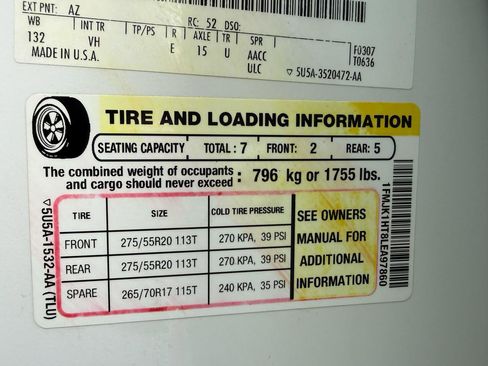 EXT PNT: AZ RC: 52 DSO:
WB INT TR TP/PS R AXLE TR SPR
132 VH E 15 U AACC
MADE IN U.S.A. ULC
F0307
T0636
▽5U5A-3520472-AA
TIRE AND LOADING INFORMATION
SEATING CAPACITY TOTAL: 7 FRONT: 2 REAR: 5
The combined weight of occupants
and cargo should never exceed : 796 kg or 1755 lbs.
TIRE SIZE COLD TIRE PRESSURE
FRONT 275/55R20 113T 270 KPA, 39 PSI
REAR 275/55R20 113T 270 KPA, 39 PSI
SPARE 265/70R17 115T 240 KPA, 35 PSI
SEE OWNERS
MANUAL FOR
ADDITIONAL
INFORMATION
▽5U5A-1532-AA (TLU)
1FMJK1HT8LEA97860